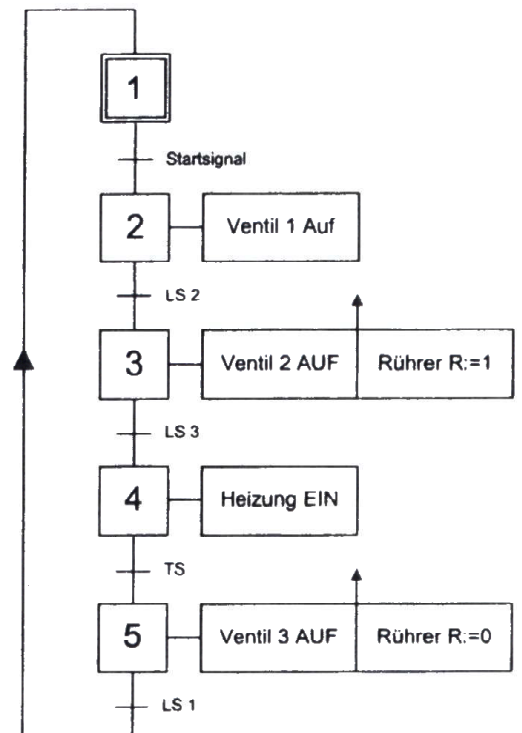 1
Startsignal
2
Ventil 1 Auf
LS 2
3
Ventil 2 AUF
Rührer R:=1
LS 3
4
Heizung EIN
TS
5
Ventil 3 AUF
Rührer R:=0
LS 1